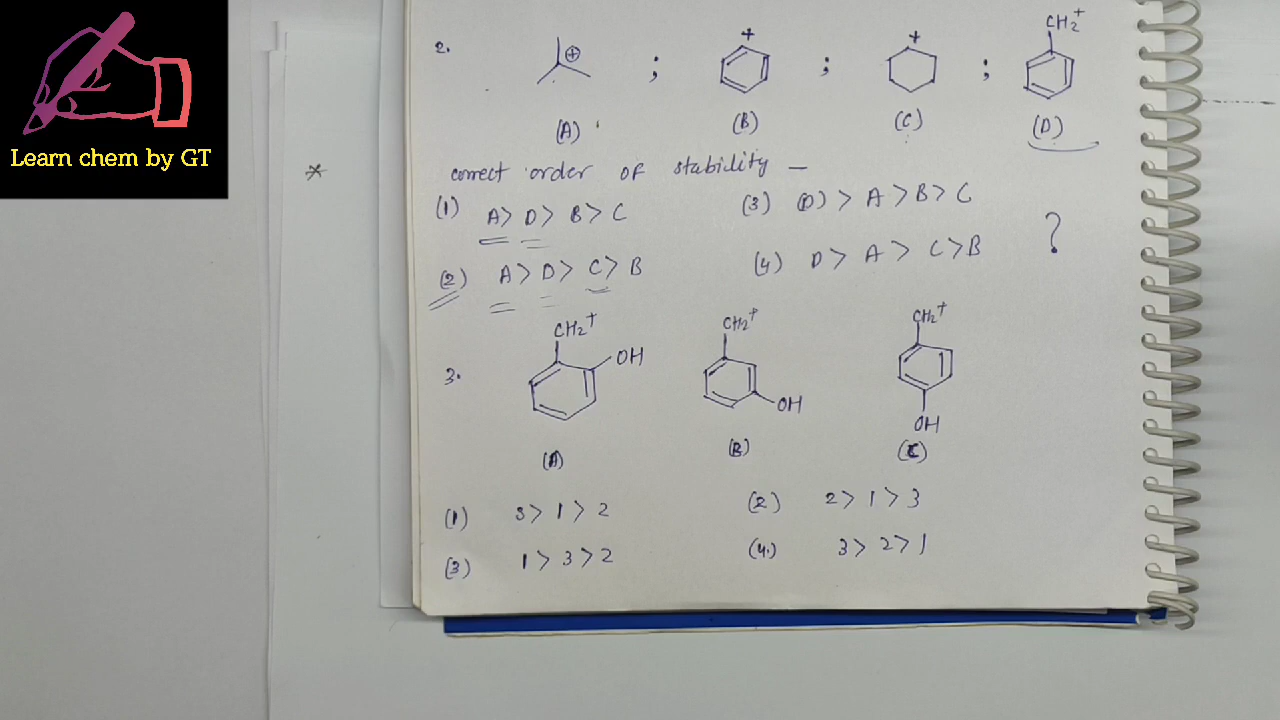 Learn chem by GT
2.
⊕ ; + ; + ; CH₂⁺
(A) (B) (C) (D)
*
correct order of stability —
(1) A > D > B > C (3) (D) > A > B > C
(2) A > D > C > B (4) D > A > C > B ?
3.
CH₂⁺ OH CH₂⁺ OH CH₂⁺ OH
(A) (B) (C)
(1) 3 > 1 > 2 (2) 2 > 1 > 3
(3) 1 > 3 > 2 (4.) 3 > 2 > 1